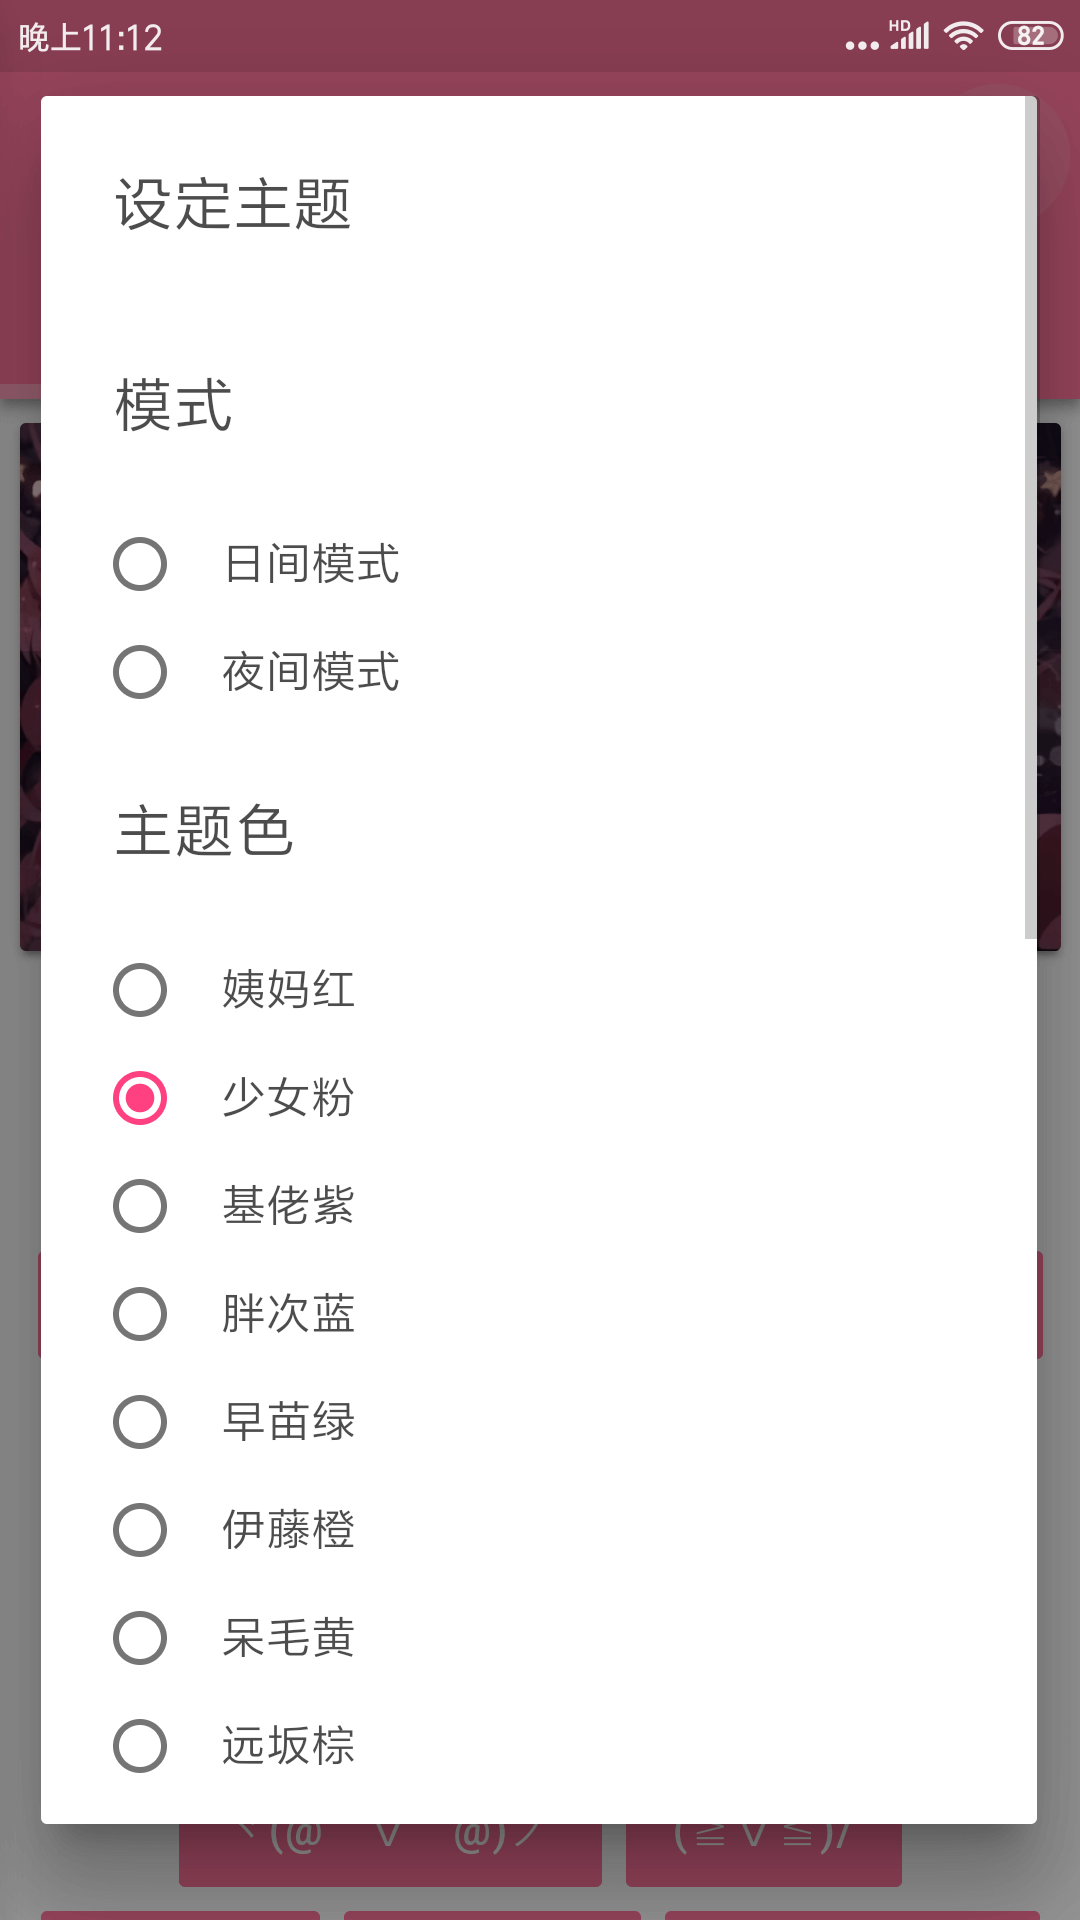 晚上11:12
HD
82
设定主题
模式
日间模式
夜间模式
主题色
姨妈红
少女粉
基佬紫
胖次蓝
早苗绿
伊藤橙
呆毛黄
远坂棕
ヽ(@￣▽￣@)ノ
(≧▽≦)/